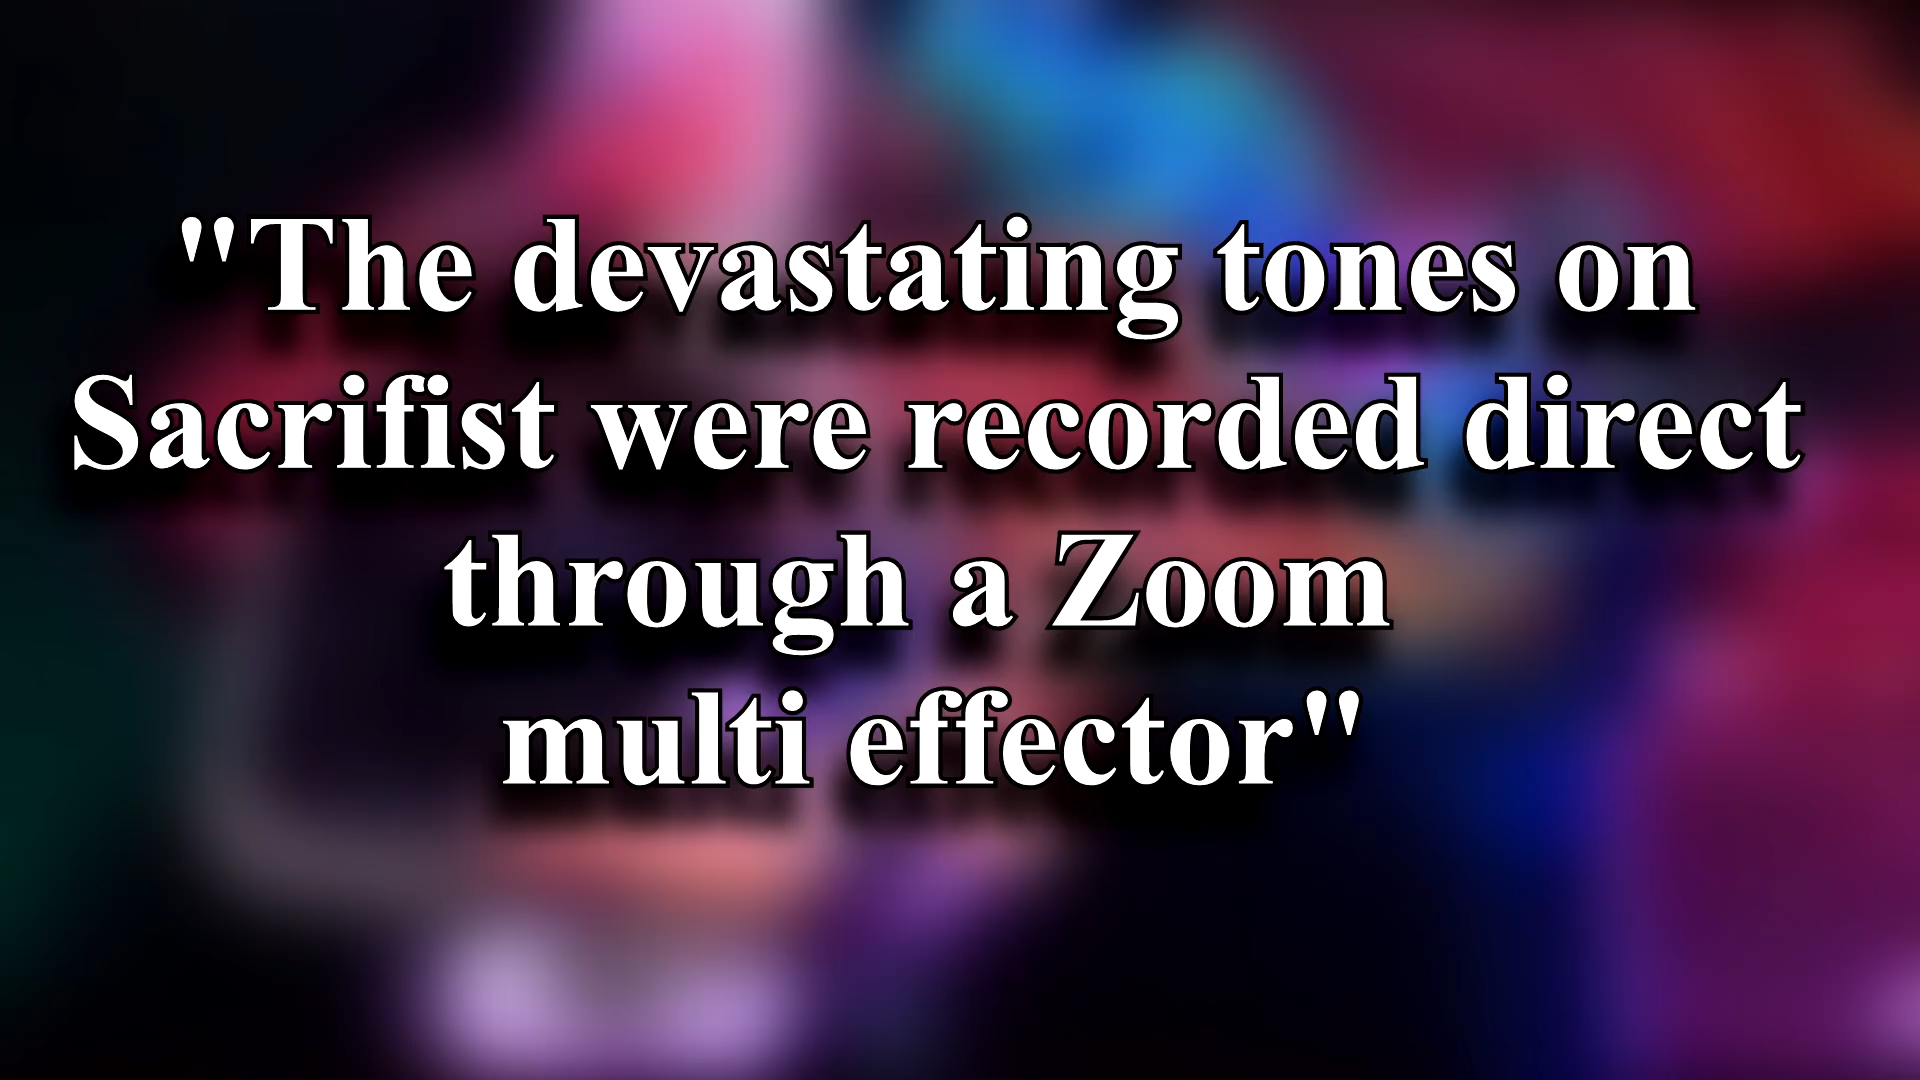 "The devastating tones on
Sacrifist were recorded direct
through a Zoom
multi effector"